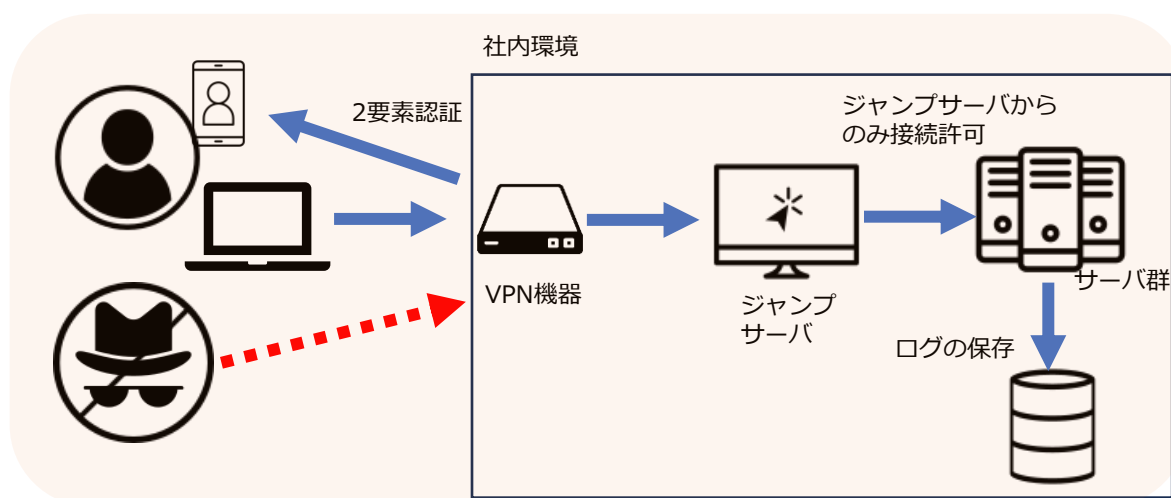 社内環境
2要素認証
ジャンプサーバから
のみ接続許可
VPN機器
ジャンプ
サーバ
サーバ群
ログの保存